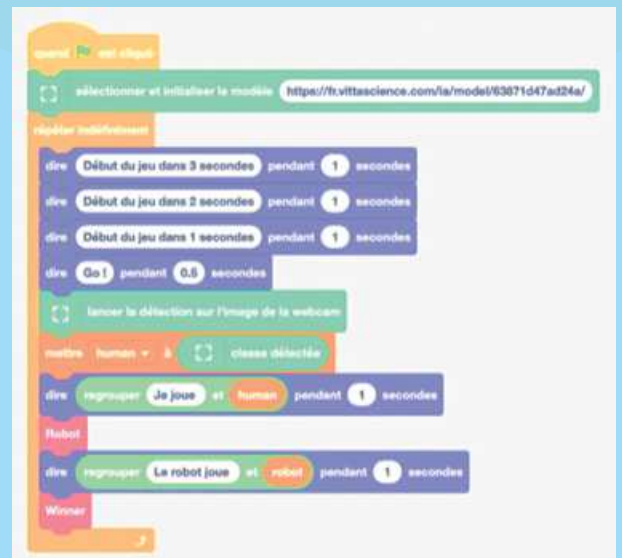 quand est cliqué
sélectionner et initialiser le modèle https://fr.vittascience.com/ia/model/63871d47ad24a/
répéter indéfiniment
dire Début du jeu dans 3 secondes pendant 1 secondes
dire Début du jeu dans 2 secondes pendant 1 secondes
dire Début du jeu dans 1 secondes pendant 1 secondes
dire Go ! pendant 0.5 secondes
lancer la détection sur l'image de la webcam
mettre human à classe détectée
dire regrouper Je joue et human pendant 1 secondes
Robot
dire regrouper Le robot joue et robot pendant 1 secondes
Winner